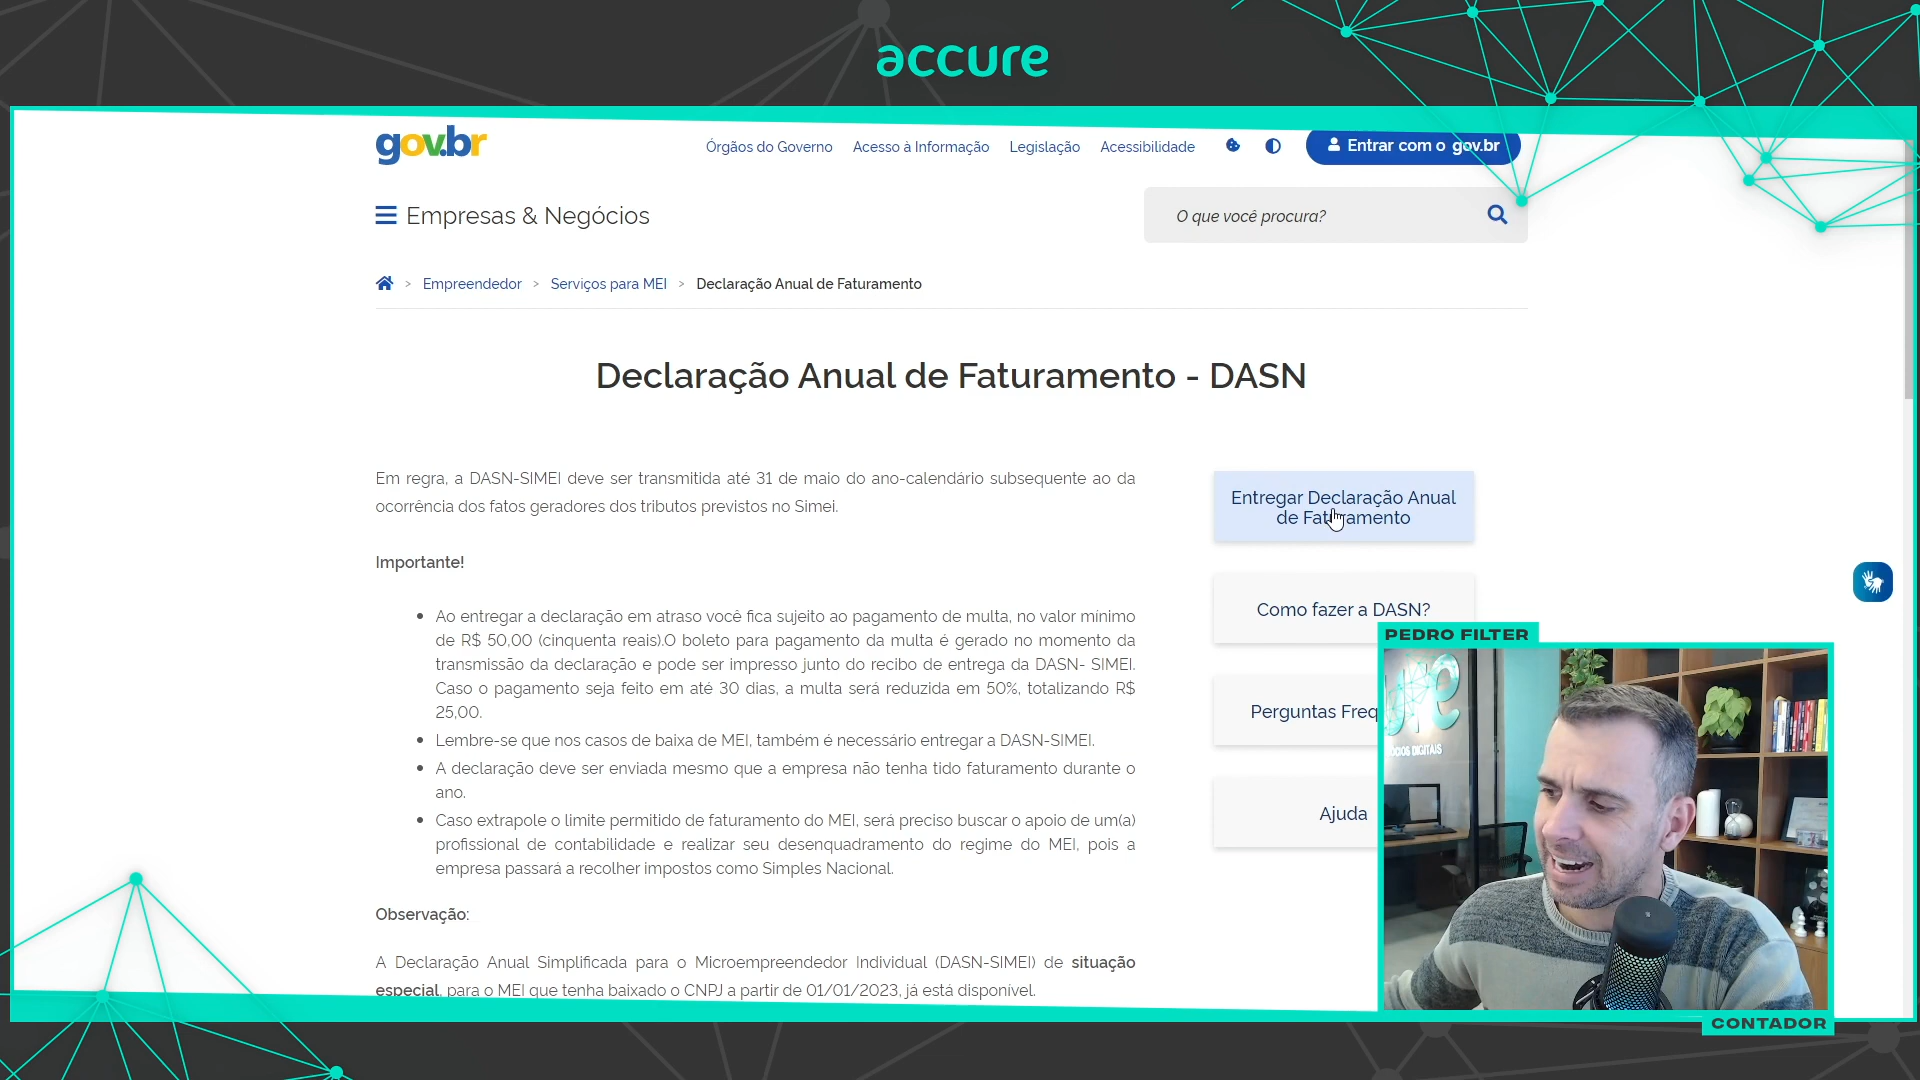 accure
gov.br
Órgãos do Governo
Acesso à Informação
Legislação
Acessibilidade
Entrar com o gov.br
Empresas & Negócios
O que você procura?
> Empreendedor > Serviços para MEI > Declaração Anual de Faturamento
Declaração Anual de Faturamento - DASN
Em regra, a DASN-SIMEI deve ser transmitida até 31 de maio do ano-calendário subsequente ao da
ocorrência dos fatos geradores dos tributos previstos no Simei.
Importante!
Ao entregar a declaração em atraso você fica sujeito ao pagamento de multa, no valor mínimo
de R$ 50,00 (cinquenta reais).O boleto para pagamento da multa é gerado no momento da
transmissão da declaração e pode ser impresso junto do recibo de entrega da DASN- SIMEI.
Caso o pagamento seja feito em até 30 dias, a multa será reduzida em 50%, totalizando R$
25,00.
Lembre-se que nos casos de baixa de MEI, também é necessário entregar a DASN-SIMEI.
A declaração deve ser enviada mesmo que a empresa não tenha tido faturamento durante o
ano.
Caso extrapole o limite permitido de faturamento do MEI, será preciso buscar o apoio de um(a)
profissional de contabilidade e realizar seu desenquadramento do regime do MEI, pois a
empresa passará a recolher impostos como Simples Nacional.
Observação:
A Declaração Anual Simplificada para o Microempreendedor Individual (DASN-SIMEI) de situação
especial, para o MEI que tenha baixado o CNPJ a partir de 01/01/2023, já está disponível.
Entregar Declaração Anual
de Faturamento
Como fazer a DASN?
Perguntas Freq
Ajuda
PEDRO FILTER
ure
ÓCIOS DIGITAIS
CONTADOR